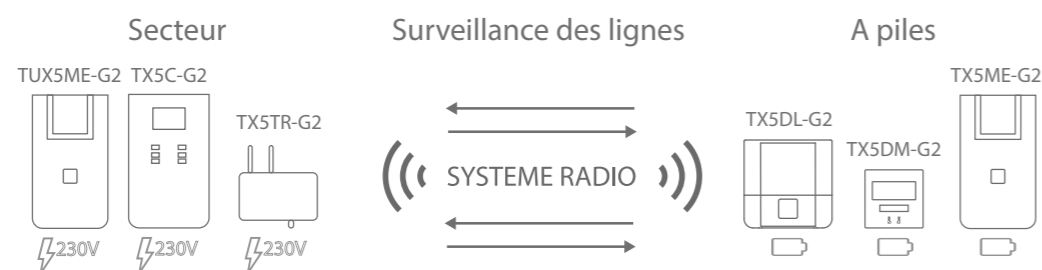 Secteur
Surveillance des lignes
A piles
TUX5ME-G2
TX5C-G2
TX5TR-G2
230V
230V
230V
SYSTEME RADIO
TX5DL-G2
TX5DM-G2
TX5ME-G2